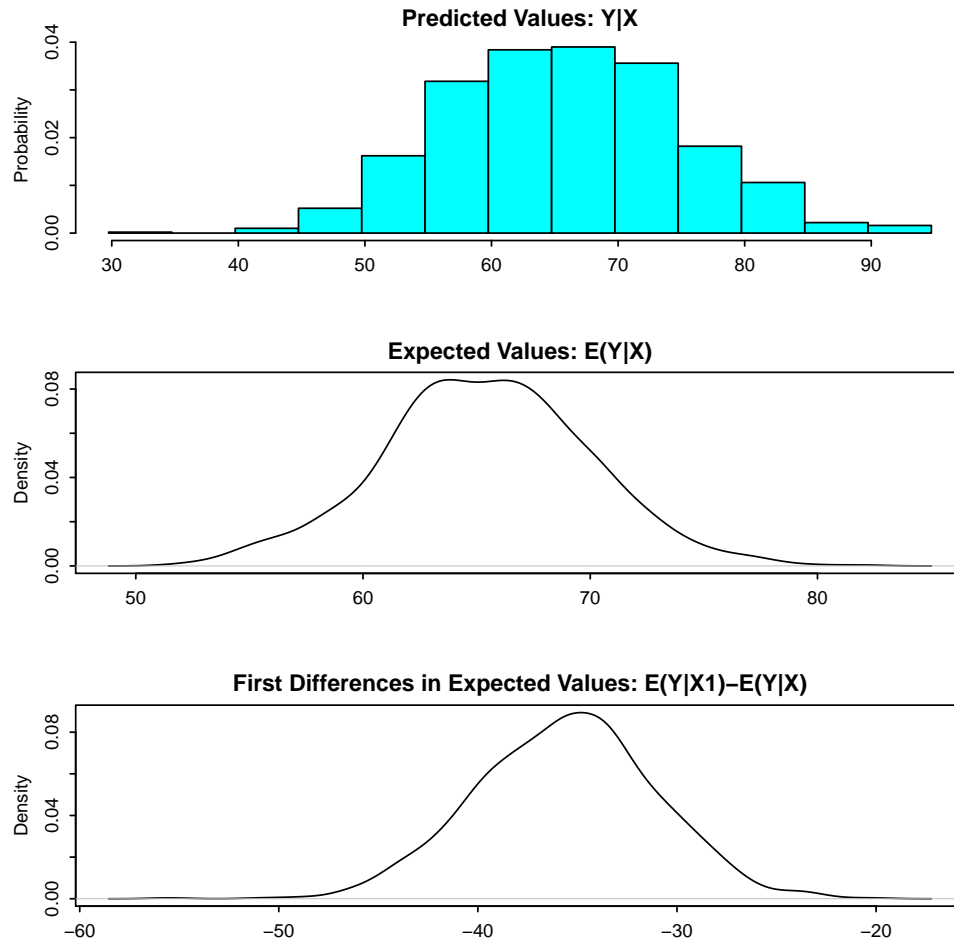 Predicted Values: Y|X
Probability
0.00 0.02 0.04
30 40 50 60 70 80 90
Expected Values: E(Y|X)
Density
0.00 0.04 0.08
50 60 70 80
First Differences in Expected Values: E(Y|X1)−E(Y|X)
Density
0.00 0.04 0.08
−60 −50 −40 −30 −20